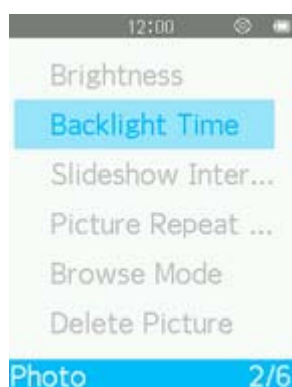 12:00
Brightness
Backlight Time
Slideshow Inter...
Picture Repeat ...
Browse Mode
Delete Picture
Photo 2/6